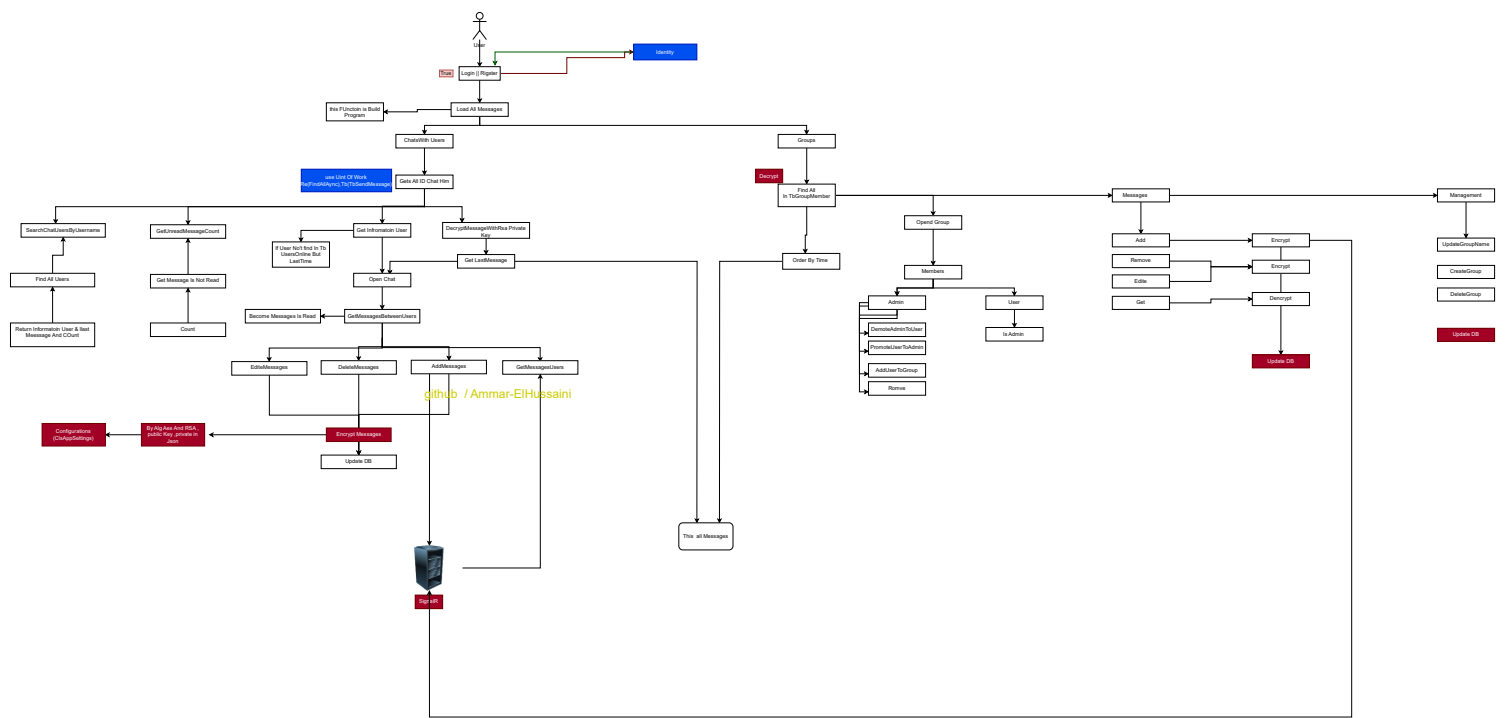 User
Identity
True
Login || Rigster
this FUnctoin is Build
Program
Load All Messages
ChatsWith Users
Groups
use Uint Of Work
Re(FindAllAync),Tb(TbSendMessage)
Gets All ID Chat Him
Decrypt
Find All
In TbGroupMember
Messages
Management
SearchChatUsersByUsername
GetUnreadMessageCount
Get Infromatoin User
DecryptMessageWithRsa Private
Key
Opend Group
If User No't find In Tb
UsersOnline But
LastTime
Get LastMessage
Order By Time
Add
Encrypt
UpdateGroupName
Remove
Encrypt
Edite
Find All Users
Get Message Is Not Read
Open Chat
Members
CreateGroup
DeleteGroup
Get
Dencrypt
Admin
User
Return Informatoin User & llast
Messsage And COunt
Count
Become Messages Is Read
GetMessagesBetweenUsers
DemoteAdminToUser
Is Admin
PromoteUserToAdmin
Update DB
Update DB
EditeMessages
DeleteMessages
AddMessages
GetMessagesUsers
AddUserToGroup
Romve
github / Ammar-ElHussaini
Configurations
(ClsAppSettings)
By Alg Aes And RSA ,
public Key ,private in
Json
Encrypt Messages
Update DB
This all Messages
SignalR